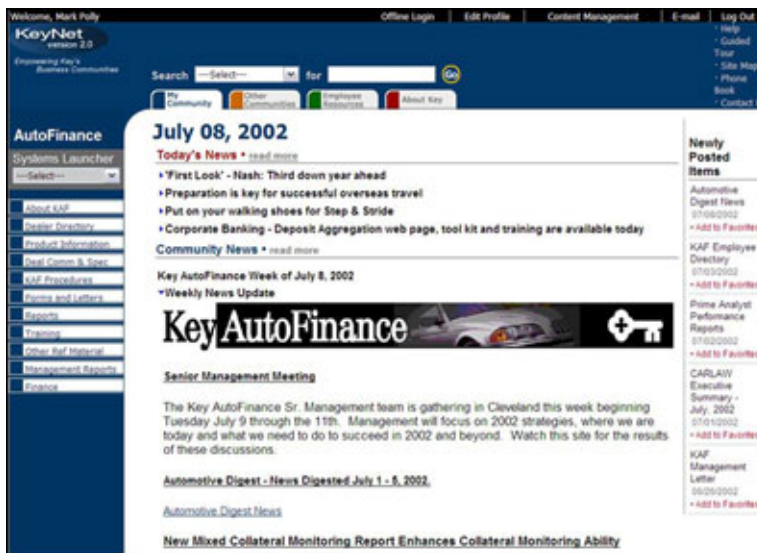 Welcome, Mark Polly
Offline Login | Edit Profile | Content Management | E-mail | Log Out
KeyNet
version 2.0
Empowering Key's
Business Communities
· Help
· Guided
Tour
· Site Map
· Phone
Book
· Contact
Search ---Select--- for Go
My
Community
Other
Communities
Employee
Resources
About Key
AutoFinance
Systems Launcher
---Select---
About KAF
Dealer Directory
Product Information
Deal Comm & Spec
KAF Procedures
Forms and Letters
Reports
Training
Other Ref Material
Management Reports
Finance
July 08, 2002
Today's News • read more
'First Look' - Nash: Third down year ahead
Preparation is key for successful overseas travel
Put on your walking shoes for Step & Stride
Corporate Banking - Deposit Aggregation web page, tool kit and training are available today
Community News • read more
Key AutoFinance Week of July 8, 2002
Weekly News Update
Key AutoFinance
Senior Management Meeting
The Key AutoFinance Sr. Management team is gathering in Cleveland this week beginning
Tuesday July 9 through the 11th. Management will focus on 2002 strategies, where we are
today and what we need to do to succeed in 2002 and beyond. Watch this site for the results
of these discussions.
Automotive Digest - News Digested July 1 - 5, 2002.
Automotive Digest News
New Mixed Collateral Monitoring Report Enhances Collateral Monitoring Ability
Newly
Posted
Items
Automotive
Digest News
07/08/2002
• Add to Favorites
KAF Employee
Directory
07/03/2002
• Add to Favorites
Prime Analyst
Performance
Reports
07/02/2002
• Add to Favorites
CARLAW
Executive
Summary -
July, 2002
07/01/2002
• Add to Favorites
KAF
Management
Letter
06/26/2002
• Add to Favorites